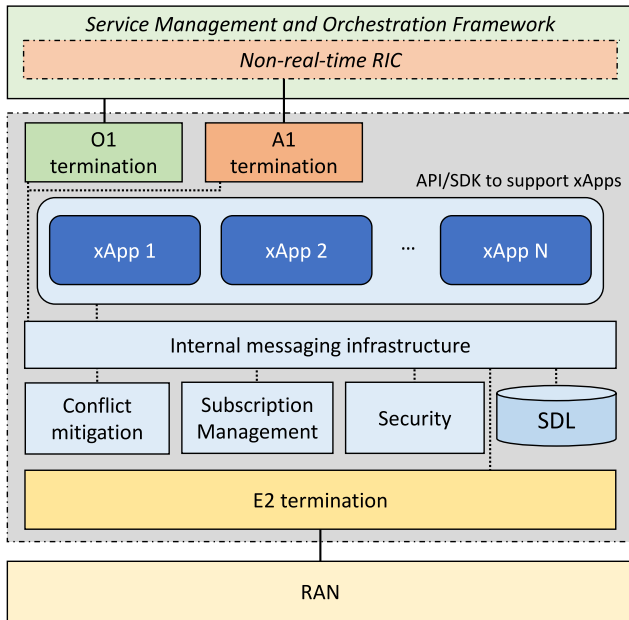 Service Management and Orchestration Framework
Non-real-time RIC
O1
termination
A1
termination
API/SDK to support xApps
xApp 1
xApp 2
...
xApp N
Internal messaging infrastructure
Conflict
mitigation
Subscription
Management
Security
SDL
E2 termination
RAN